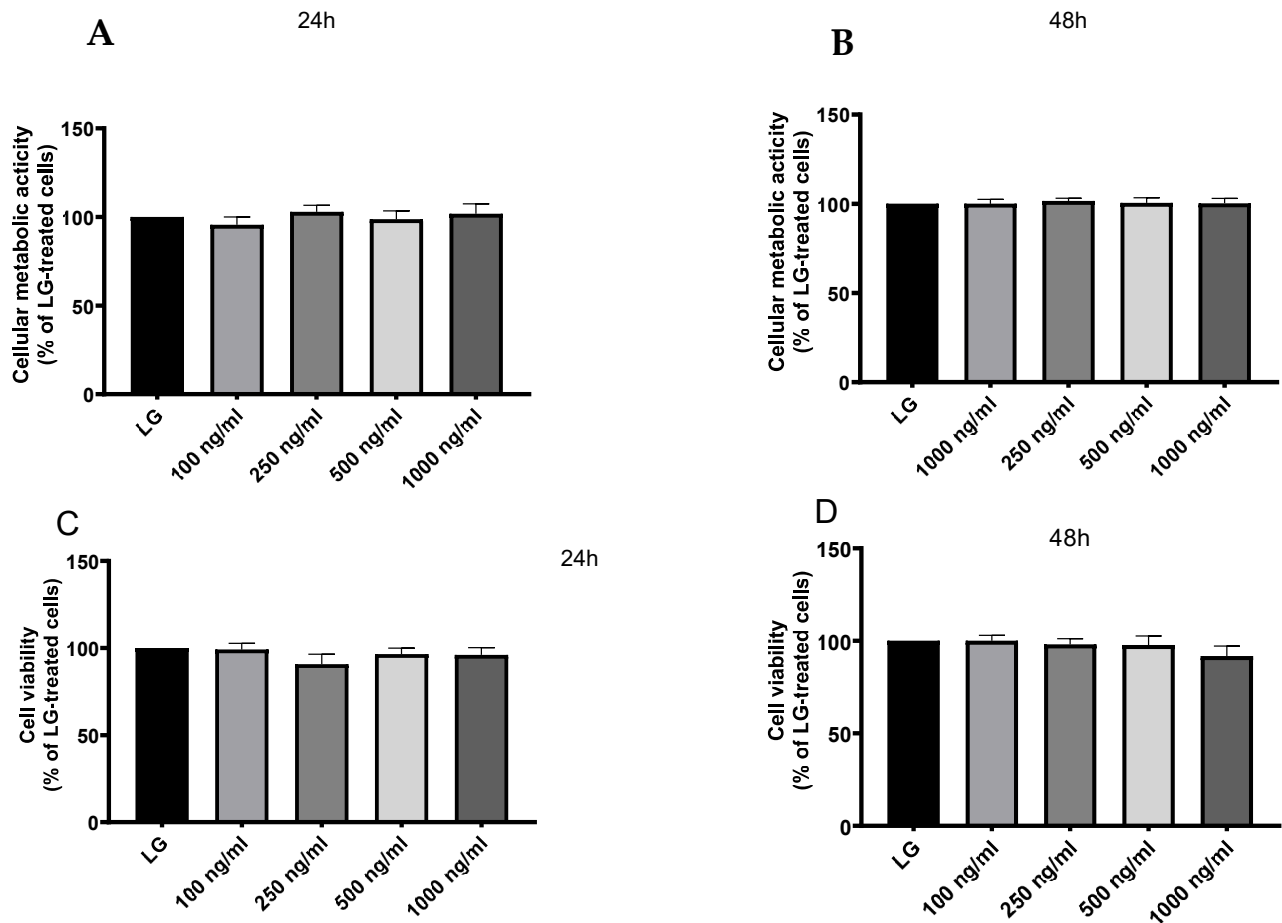 A
24h
Cellular metabolic acticity
(% of LG-treated cells)
150
100
50
0
LG
100 ng/ml
250 ng/ml
500 ng/ml
1000 ng/ml
B
48h
Cellular metabolic acticity
(% of LG-treated cells)
150
100
50
0
LG
1000 ng/ml
250 ng/ml
500 ng/ml
1000 ng/ml
C
24h
Cell viability
(% of LG-treated cells)
150
100
50
0
LG
100 ng/ml
250 ng/ml
500 ng/ml
1000 ng/ml
D
48h
Cell viability
(% of LG-treated cells)
150
100
50
0
LG
100 ng/ml
250 ng/ml
500 ng/ml
1000 ng/ml